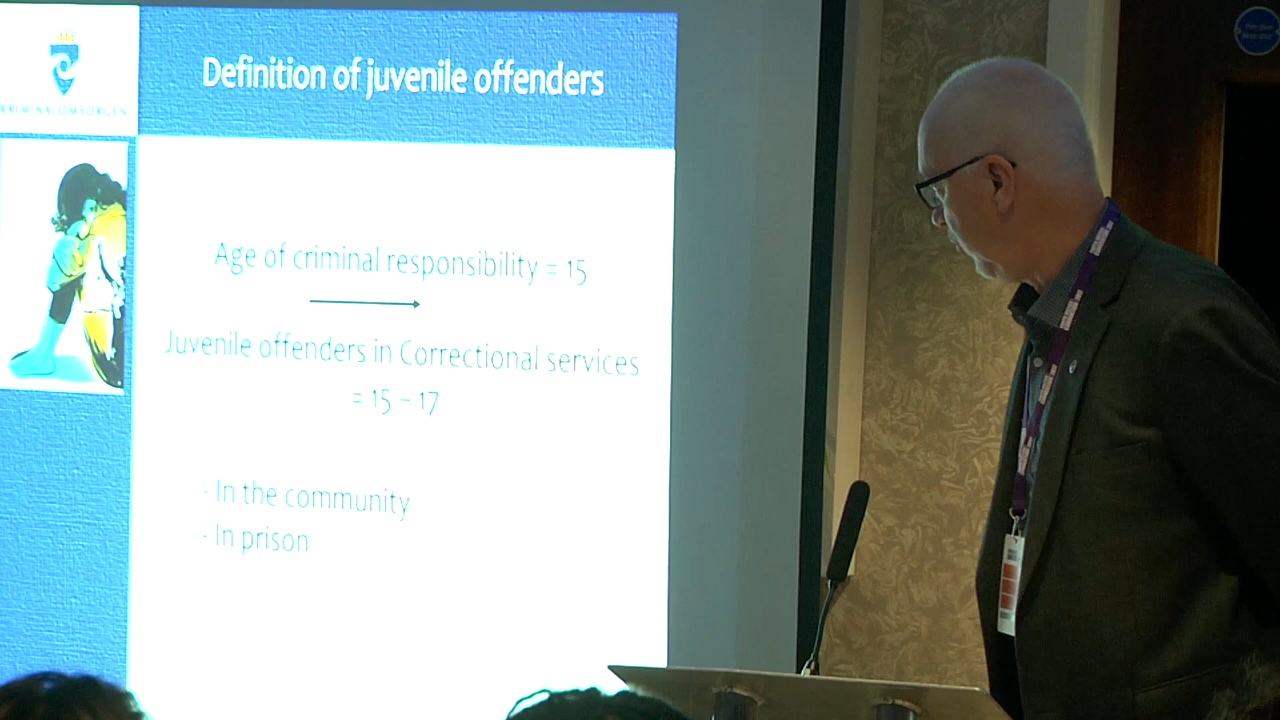 Definition of juvenile offenders
KRIMINALOMSORGEN
Age of criminal responsibility = 15
Juvenile offenders in Correctional services
= 15 – 17
- In the community
- In prison